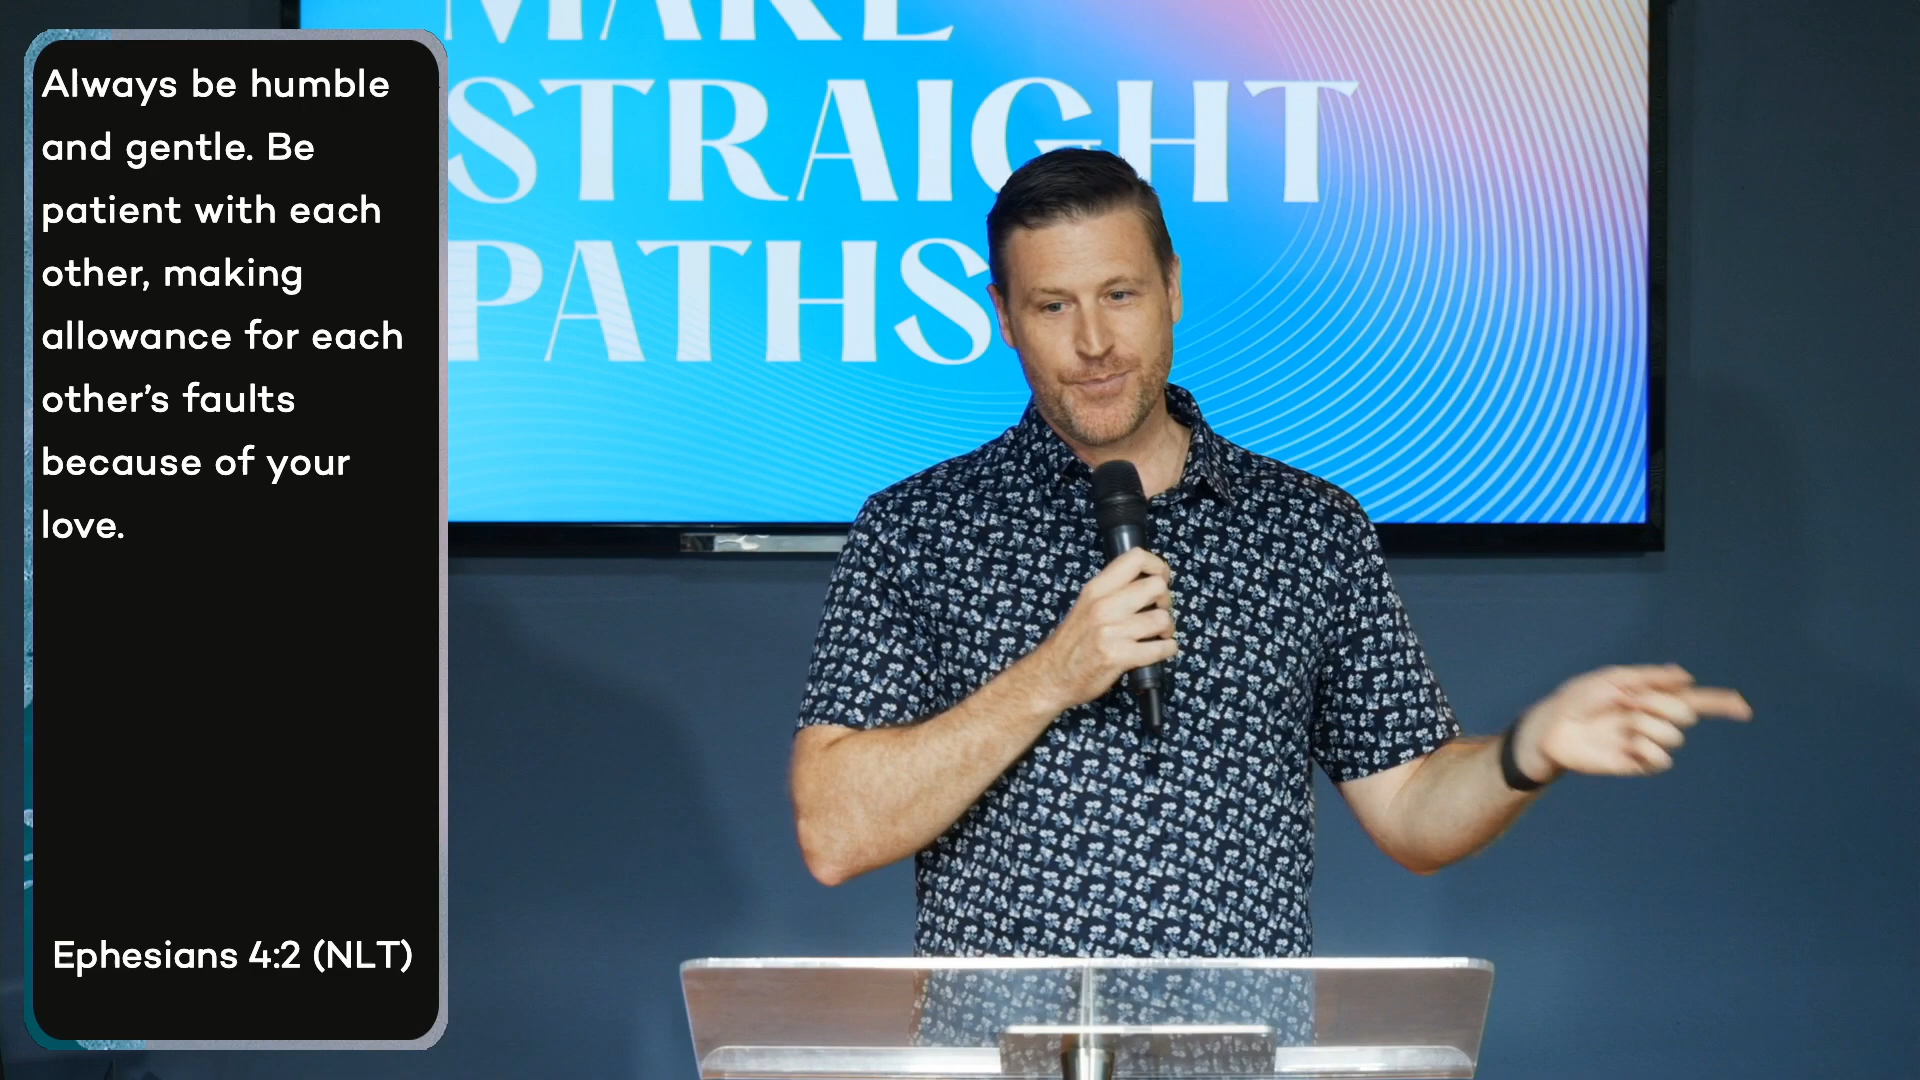 Always be humble
and gentle. Be
patient with each
other, making
allowance for each
other’s faults
because of your
love.
Ephesians 4:2 (NLT)
MAKE
STRAIGHT
PATHS